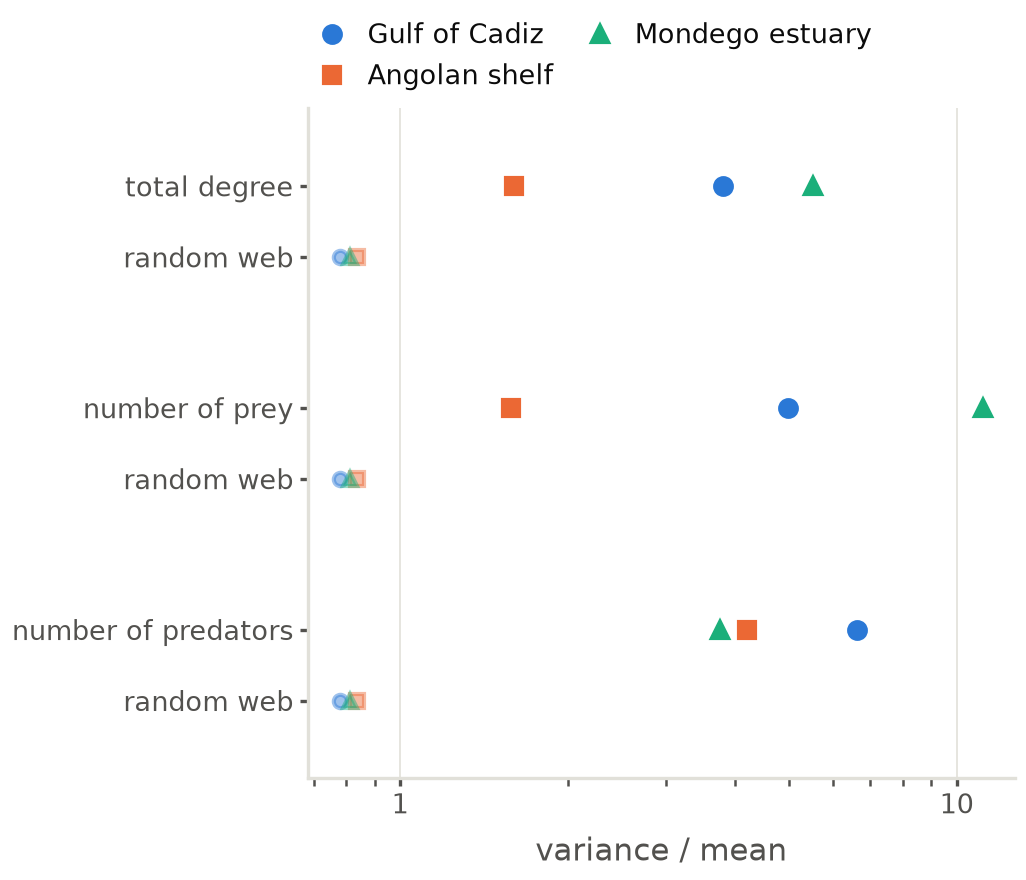 Gulf of Cadiz
Mondego estuary
Angolan shelf
total degree
random web
number of prey
random web
number of predators
random web
1
10
variance / mean